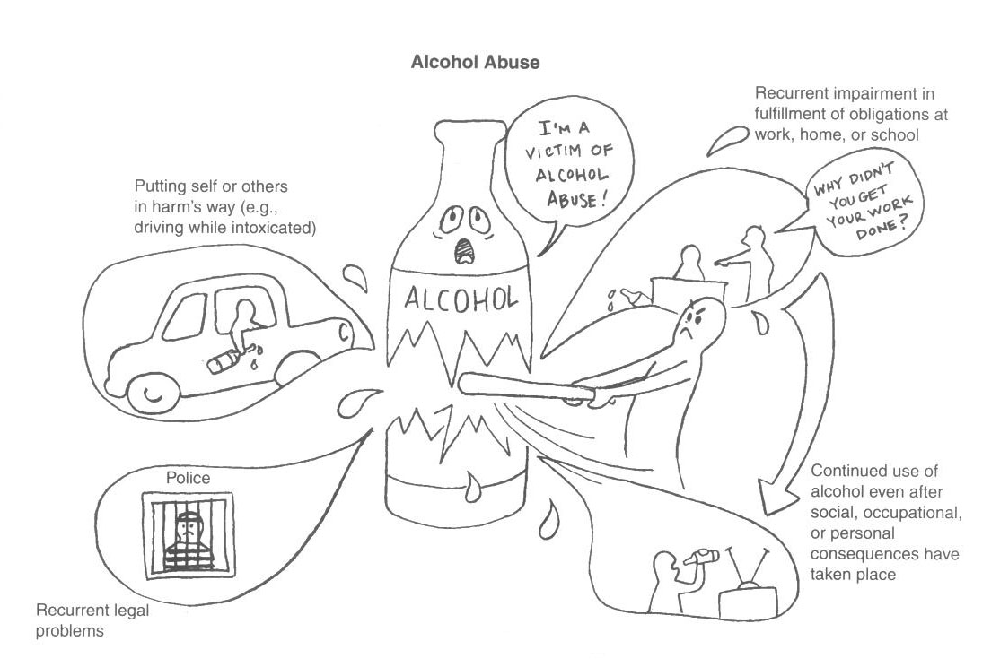 Alcohol Abuse
Recurrent impairment in
fulfillment of obligations at
work, home, or school
I'M A
VICTIM OF
ALCOHOL
ABUSE!
WHY DIDN'T
YOU GET
YOUR WORK
DONE?
Putting self or others
in harm's way (e.g.,
driving while intoxicated)
ALCOHOL
Police
Recurrent legal
problems
Continued use of
alcohol even after
social, occupational,
or personal
consequences have
taken place